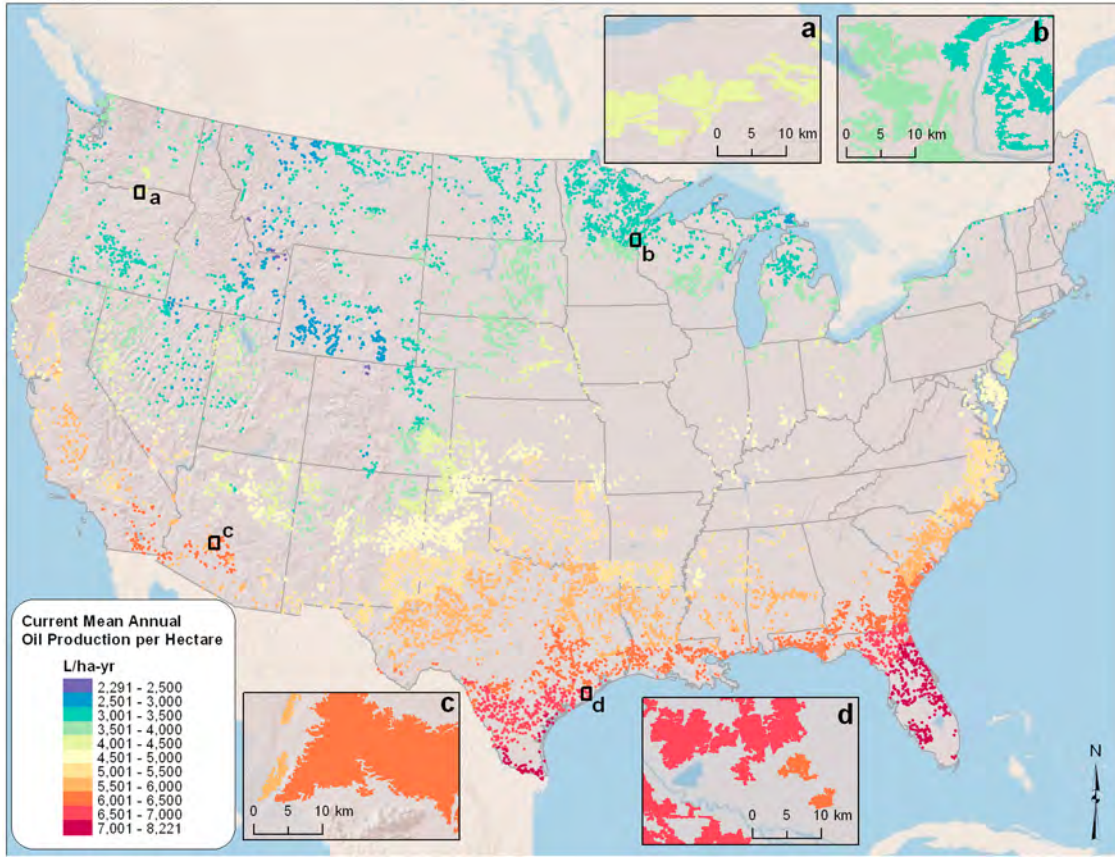 a
0 5 10 km
b
0 5 10 km
a
b
c
d
Current Mean Annual
Oil Production per Hectare
L/ha-yr
2,291 - 2,500
2,501 - 3,000
3,001 - 3,500
3,501 - 4,000
4,001 - 4,500
4,501 - 5,000
5,001 - 5,500
5,501 - 6,000
6,001 - 6,500
6,501 - 7,000
7,001 - 8,221
c
0 5 10 km
d
0 5 10 km
N